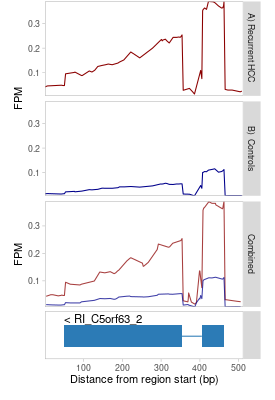 0.3
0.2
0.1
A) Recurrent HCC
FPM
0.3
0.2
0.1
B) Controls
0.3
0.2
0.1
FPM
Combined
< RI_C5orf63_2
100 200 300 400 500
Distance from region start (bp)